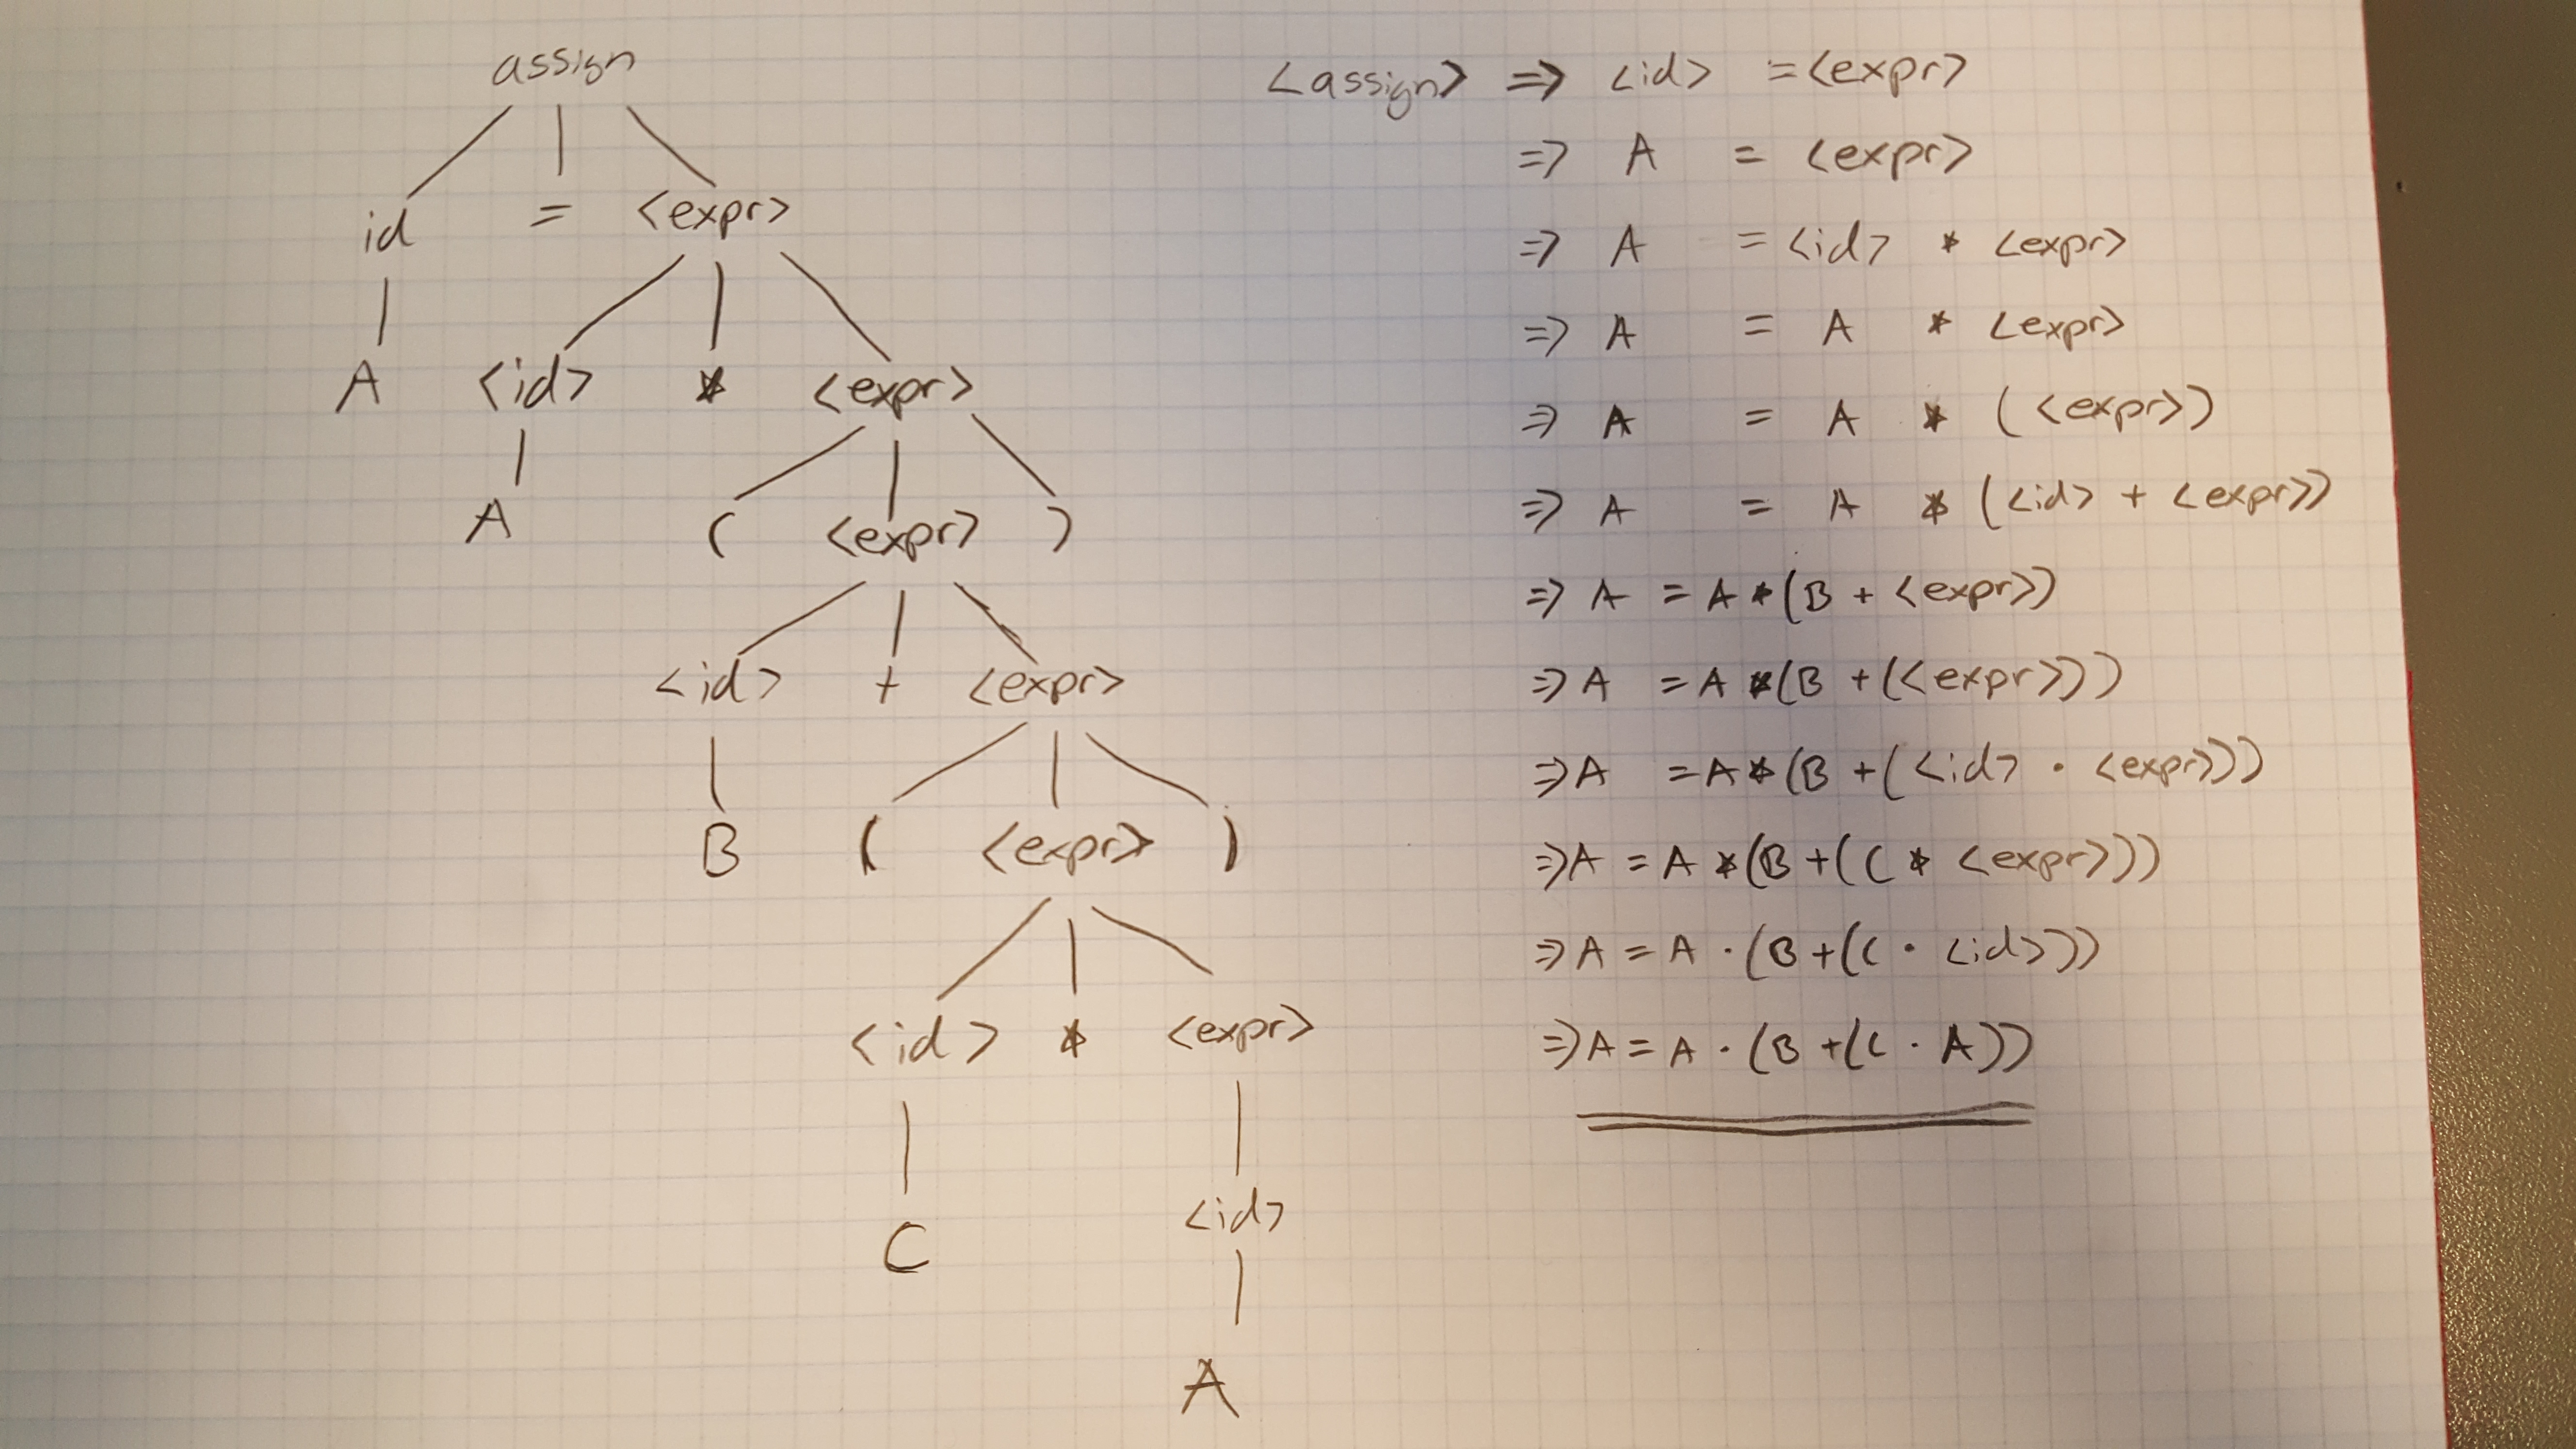 assign
id = <expr>
A <id> * <expr>
A ( <expr> )
<id> + <expr>
B ( <expr> )
<id> * <expr>
C <id>
A
<assign> => <id> =<expr>
=> A = <expr>
=> A = <id> * <expr>
=> A = A * <expr>
=> A = A * (<expr>)
=> A = A * (<id> + <expr>)
=> A = A * (B + <expr>)
=> A = A * (B + (<expr>))
=> A = A * (B + (<id> · <expr>))
=> A = A * (B + (C * <expr>))
=> A = A · (B + (C · <id>))
=> A = A · (B + (C · A))